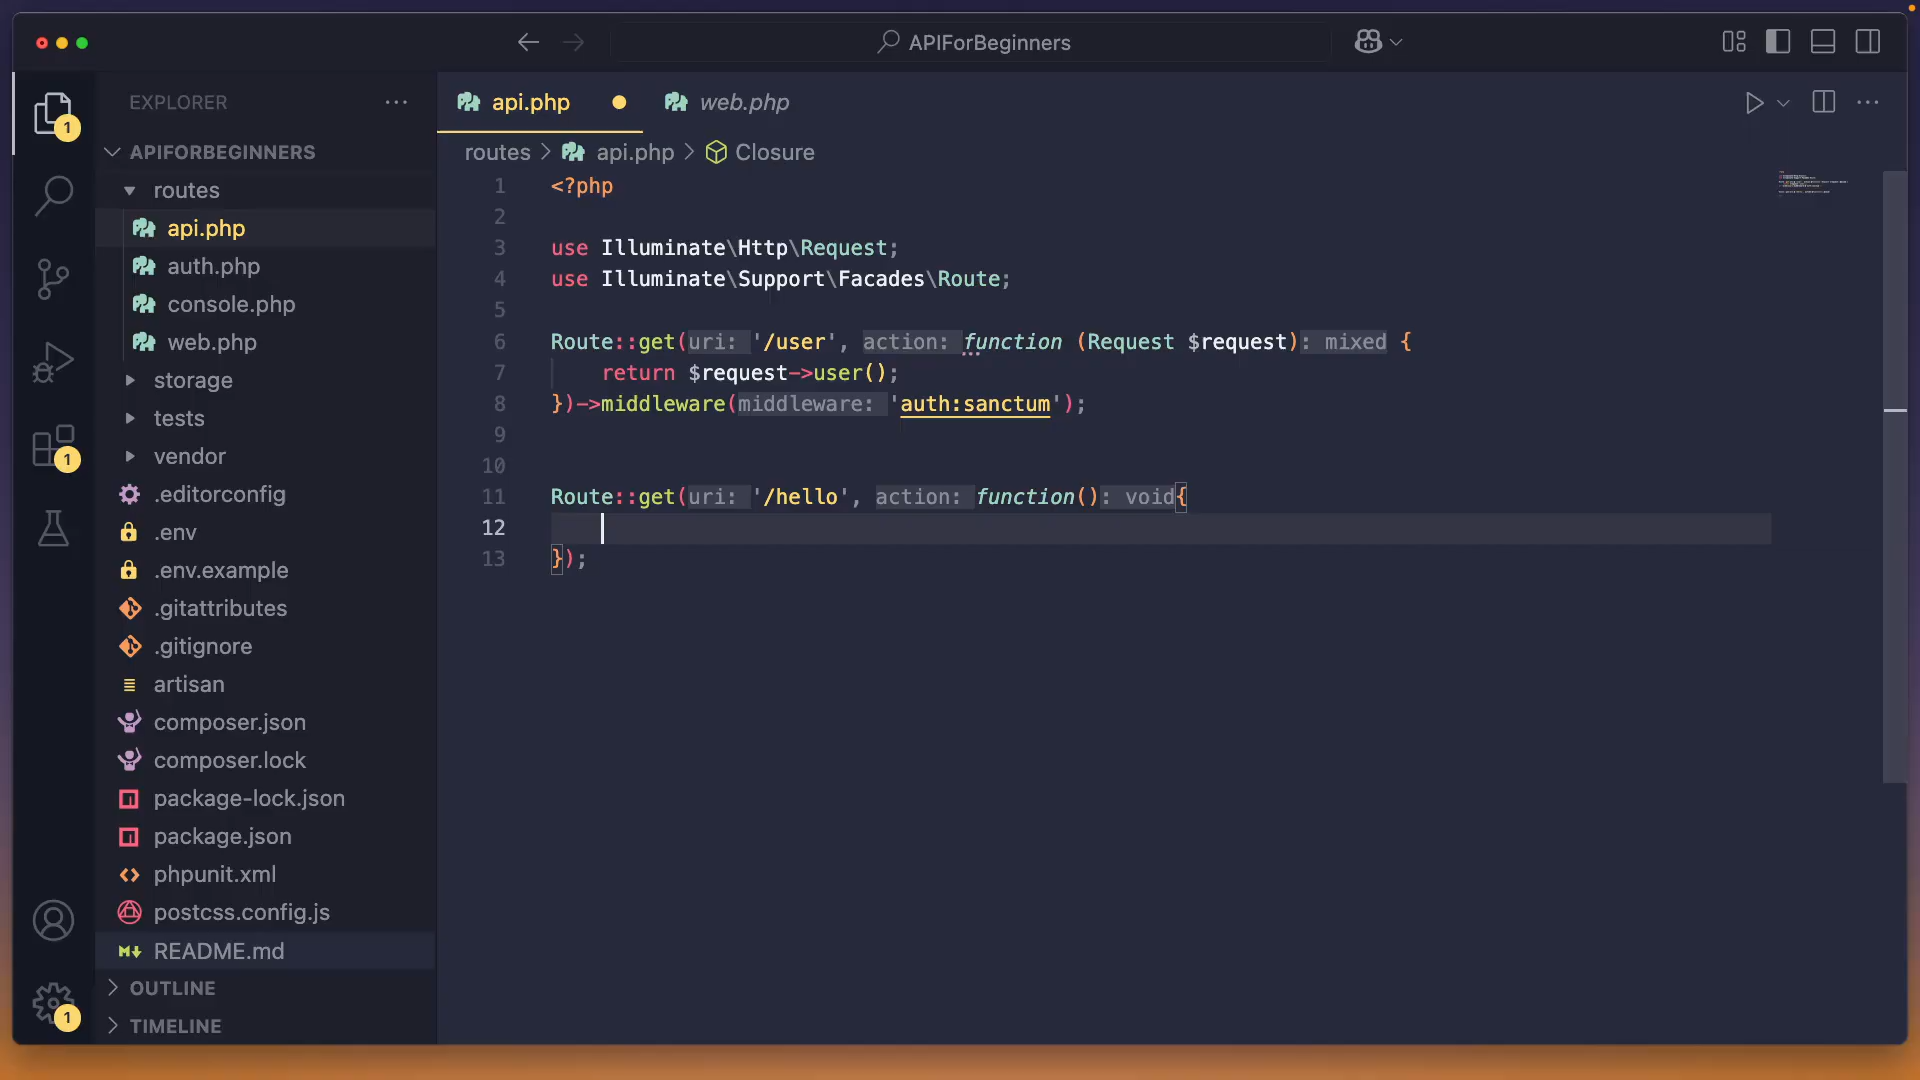 APIForBeginners
EXPLORER
APIFORBEGINNERS
routes
api.php
auth.php
console.php
web.php
storage
tests
vendor
.editorconfig
.env
.env.example
.gitattributes
.gitignore
artisan
composer.json
composer.lock
package-lock.json
package.json
phpunit.xml
postcss.config.js
README.md
OUTLINE
TIMELINE
1
1
1
api.php
web.php
routes > api.php > Closure
1 <?php
2
3 use Illuminate\Http\Request;
4 use Illuminate\Support\Facades\Route;
5
6 Route::get(uri: '/user', action: function (Request $request): mixed {
7 return $request->user();
8 })->middleware(middleware: 'auth:sanctum');
9
10
11 Route::get(uri: '/hello', action: function(): void{
12
13 });